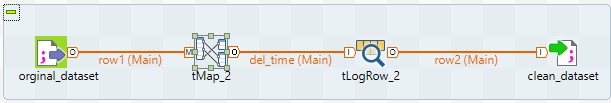 O
row1 (Main)
M
O
del_time (Main)
I
O
row2 (Main)
I
orginal_dataset
tMap_2
tLogRow_2
clean_dataset